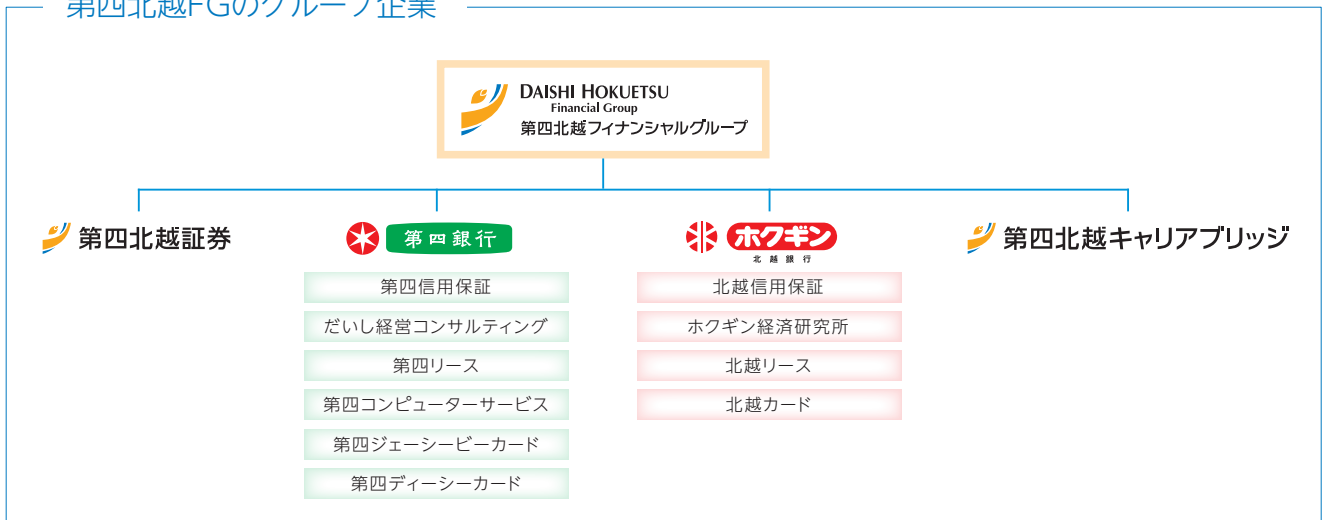 第四北越FGのグループ企業
DAISHI HOKUETSU
Financial Group
第四北越フィナンシャルグループ
第四北越証券
第四銀行
ホクギン
北越銀行
第四北越キャリアブリッジ
第四信用保証
だいし経営コンサルティング
第四リース
第四コンピューターサービス
第四ジェーシービーカード
第四ディーシーカード
北越信用保証
ホクギン経済研究所
北越リース
北越カード